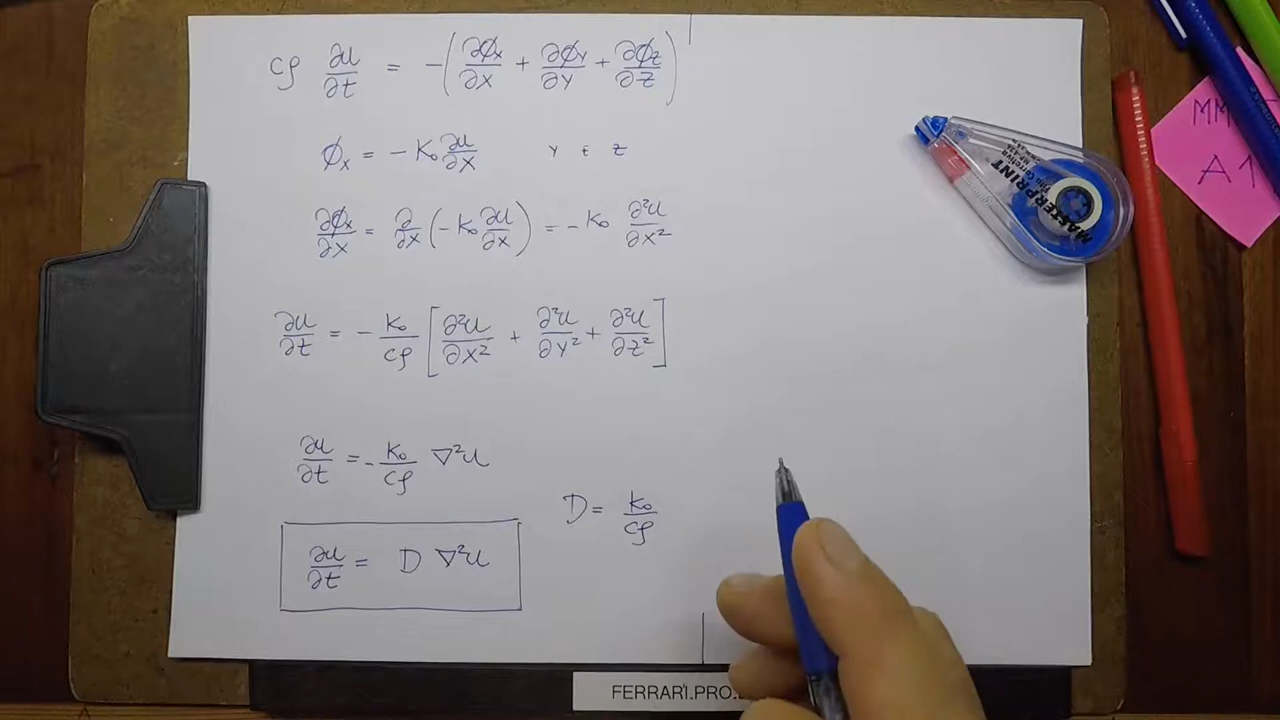 cρ ∂u/∂t = -(∂ϕx/∂x + ∂ϕy/∂y + ∂ϕz/∂z)
ϕx = -K₀ ∂u/∂x y E z
∂ϕx/∂x = ∂/∂x (-K₀ ∂u/∂x) = -K₀ ∂²u/∂x²
∂u/∂t = - K₀/cρ [∂²u/∂x² + ∂²u/∂y² + ∂²u/∂z²]
∂u/∂t = - K₀/cρ ∇²u
D = K₀/cρ
∂u/∂t = D ∇²u
FERRARI.PRO.
MASTERPRINT
A1